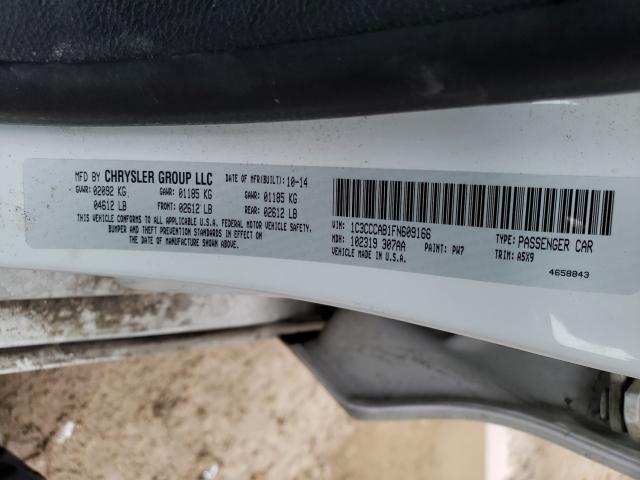 MFD BY CHRYSLER GROUP LLC DATE OF MFR(BUILT): 10-14
GVWR: 02092 KG GAWR: 01185 KG GAWR: 01185 KG
04612 LB FRONT: 02612 LB REAR: 02612 LB
THIS VEHICLE CONFORMS TO ALL APPLICABLE U.S.A. FEDERAL MOTOR VEHICLE SAFETY,
BUMPER AND THEFT PREVENTION STANDARDS IN EFFECT
ON THE DATE OF MANUFACTURE SHOWN ABOVE.
VIN: 1C3CCCAB1FN609166 TYPE: PASSENGER CAR
MDH: 102319 307AA PAINT: PW7 TRIM: A5X9
VEHICLE MADE IN U.S.A.
4658843